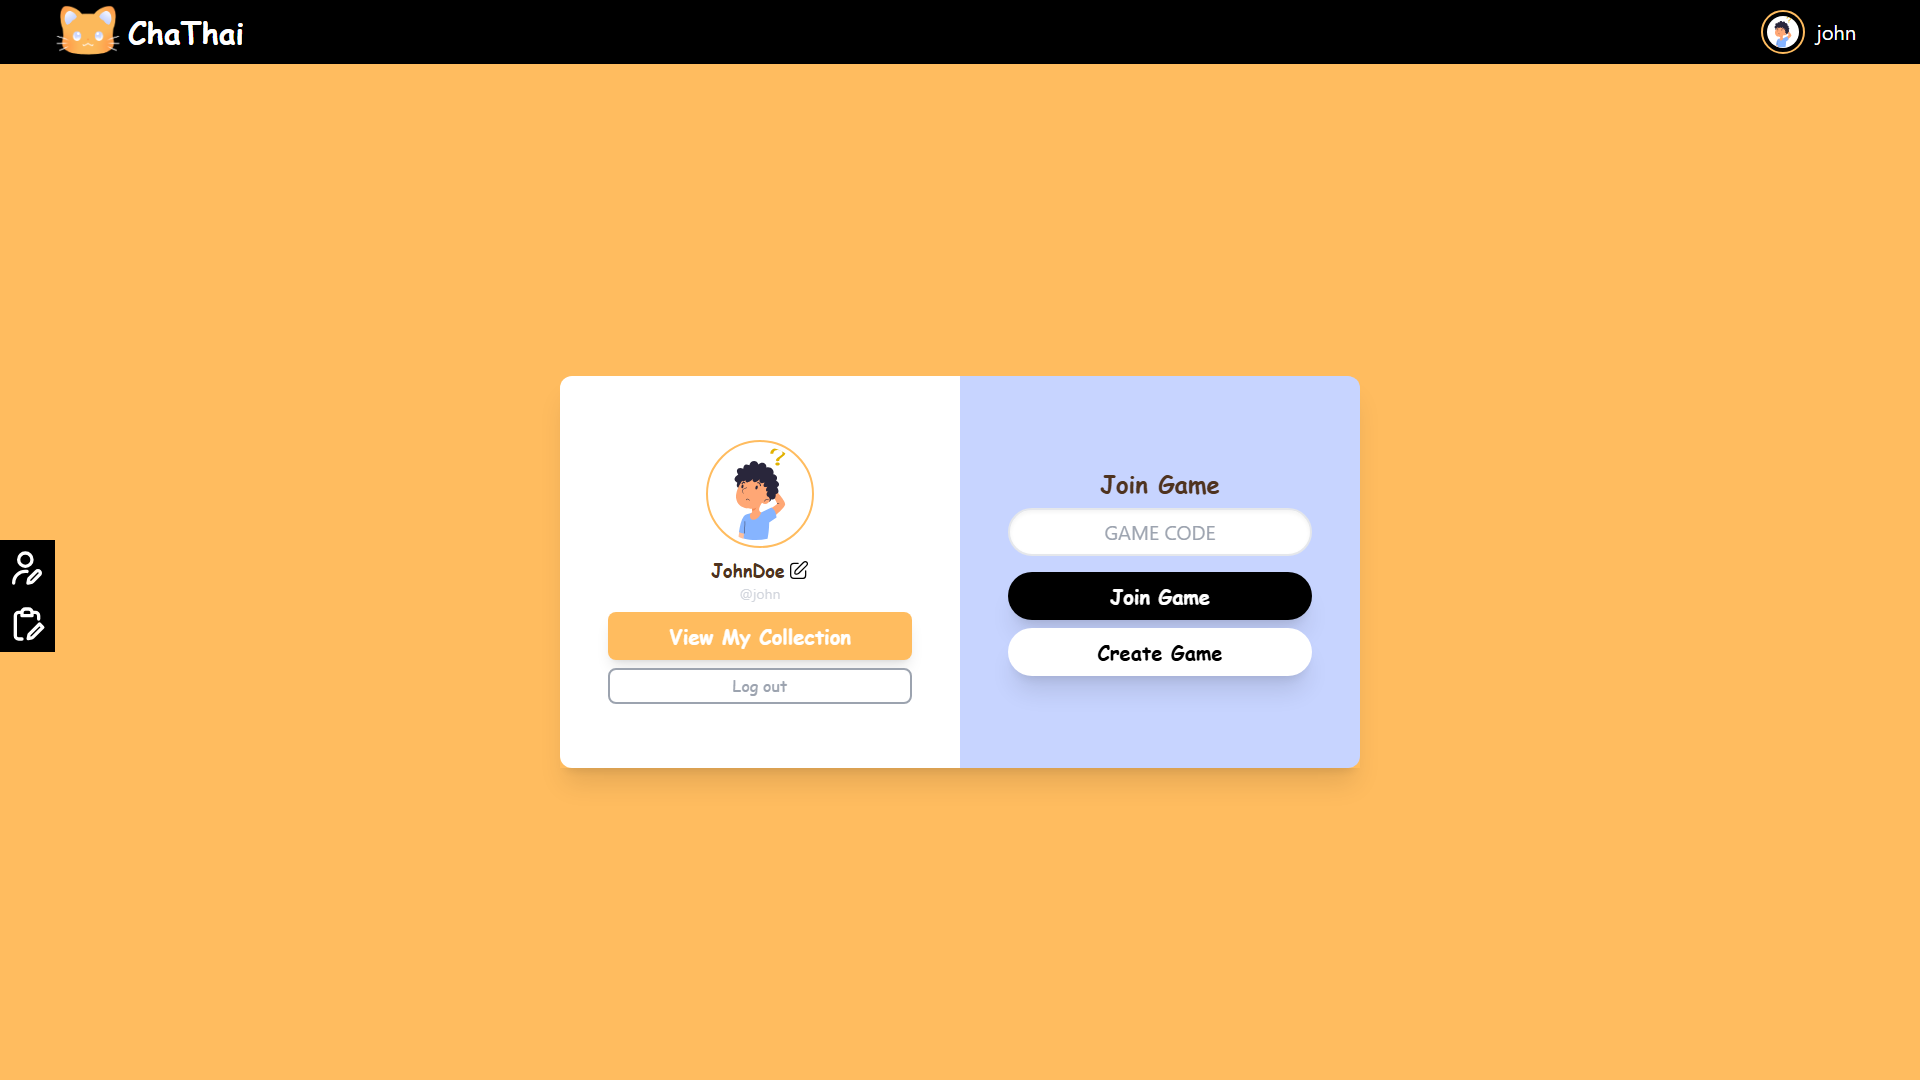 ChaThai
john
?
JohnDoe
@john
View My Collection
Log out
Join Game
GAME CODE
Join Game
Create Game